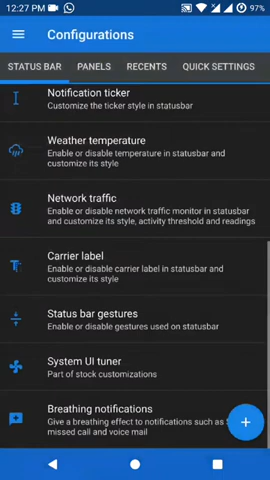 12:27 PM
97%
Configurations
STATUS BAR PANELS RECENTS QUICK SETTINGS
Notification ticker
Customize the ticker style in statusbar
Weather temperature
Enable or disable temperature in statusbar and
customize its style
Network traffic
Enable or disable network traffic monitor in statusbar
and customize its style, activity threshold and readings
Carrier label
Enable or disable carrier label in statusbar and
customize its style
Status bar gestures
Enable or disable gestures used on statusbar
System UI tuner
Part of stock customizations
Breathing notifications
Give a breathing effect to notifications such as
missed call and voice mail